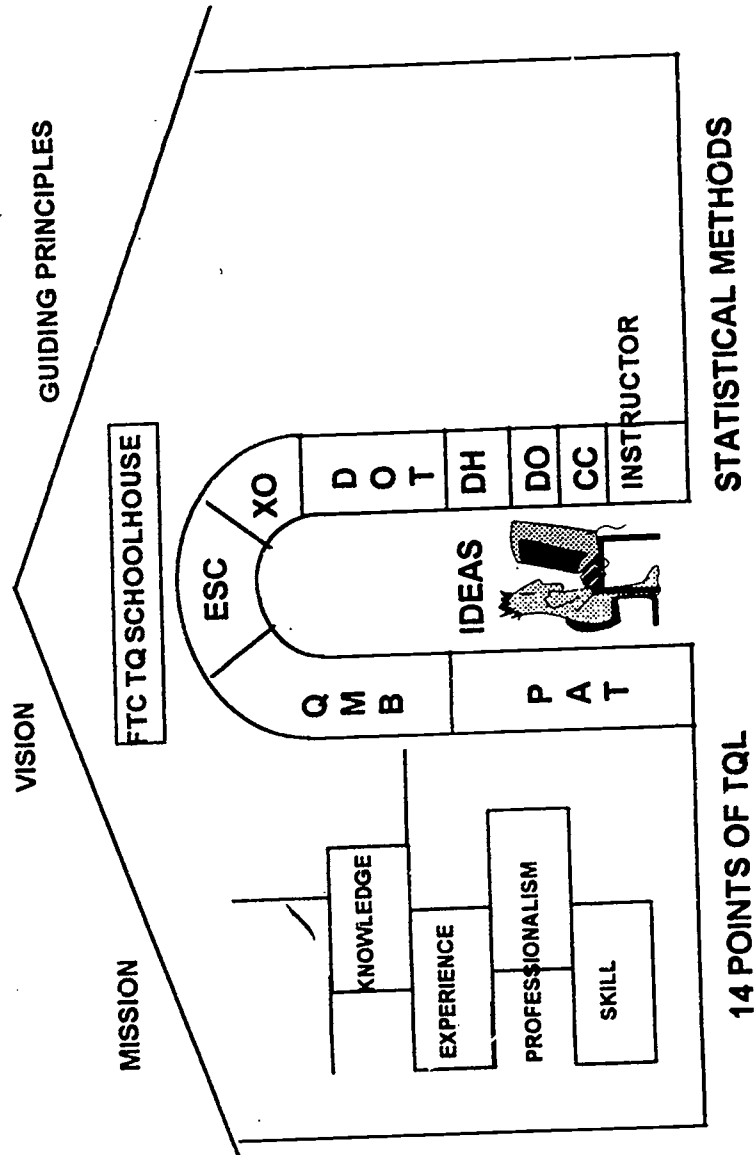 VISION
MISSION
GUIDING PRINCIPLES
FTC TQ SCHOOLHOUSE
ESC
XO
Q
M
B
D
O
T
KNOWLEDGE
EXPERIENCE
PROFESSIONALISM
SKILL
P
A
T
IDEAS
DH
DO
CC
INSTRUCTOR
14 POINTS OF TQL
STATISTICAL METHODS